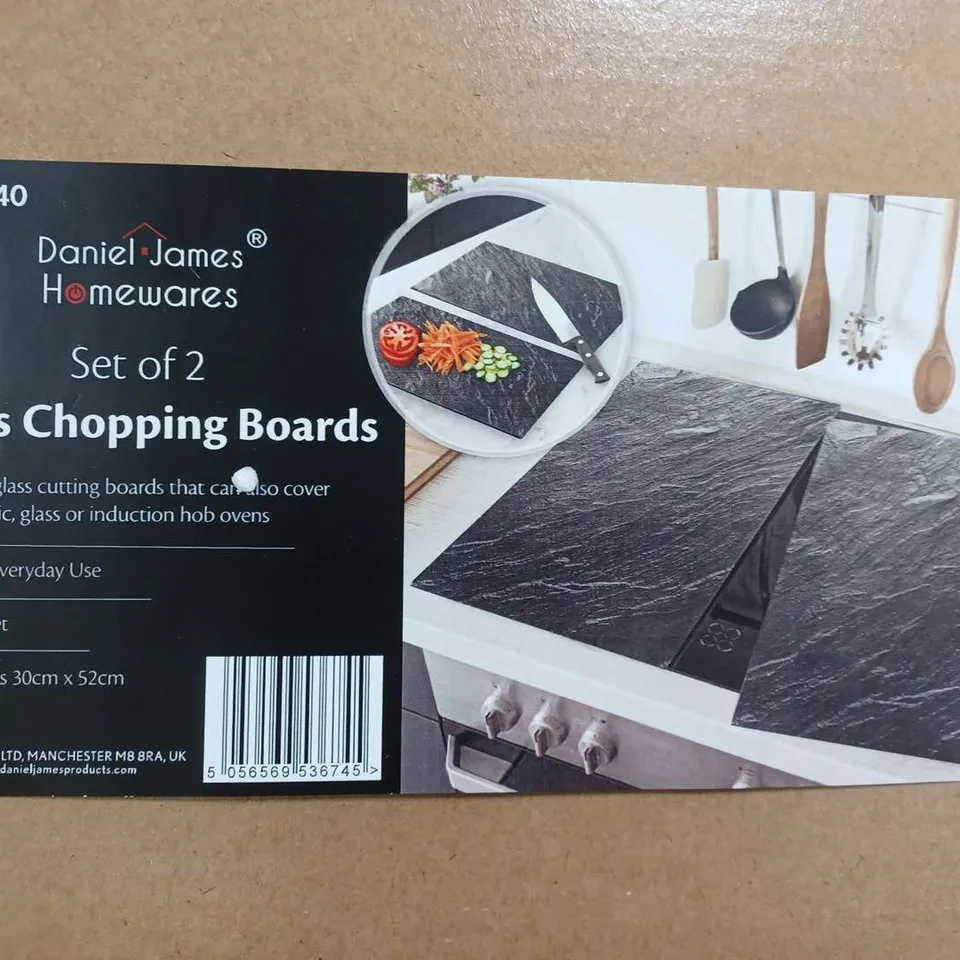 40
Daniel James®
Homewares
Set of 2
s Chopping Boards
glass cutting boards that can also cover
ic, glass or induction hob ovens
veryday Use
et
s 30cm x 52cm
LTD, MANCHESTER M8 8RA, UK
danieljamesproducts.com
5 056569 536745 >